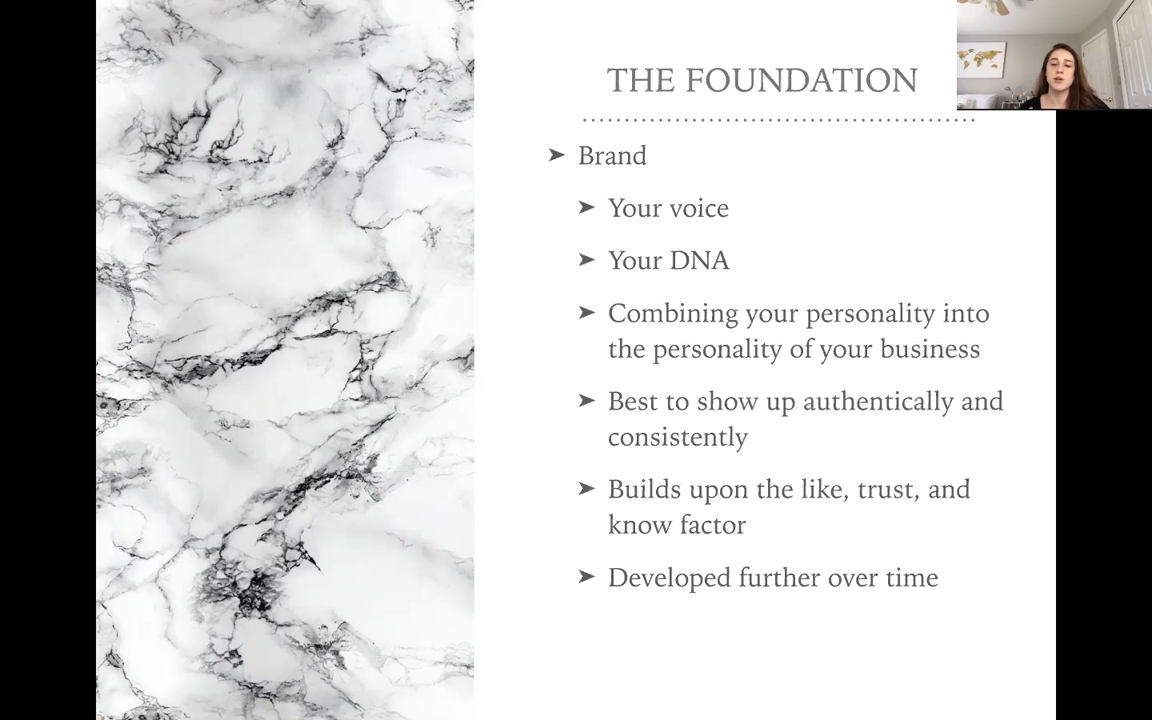 THE FOUNDATION
➤ Brand
➤ Your voice
➤ Your DNA
➤ Combining your personality into
the personality of your business
➤ Best to show up authentically and
consistently
➤ Builds upon the like, trust, and
know factor
➤ Developed further over time